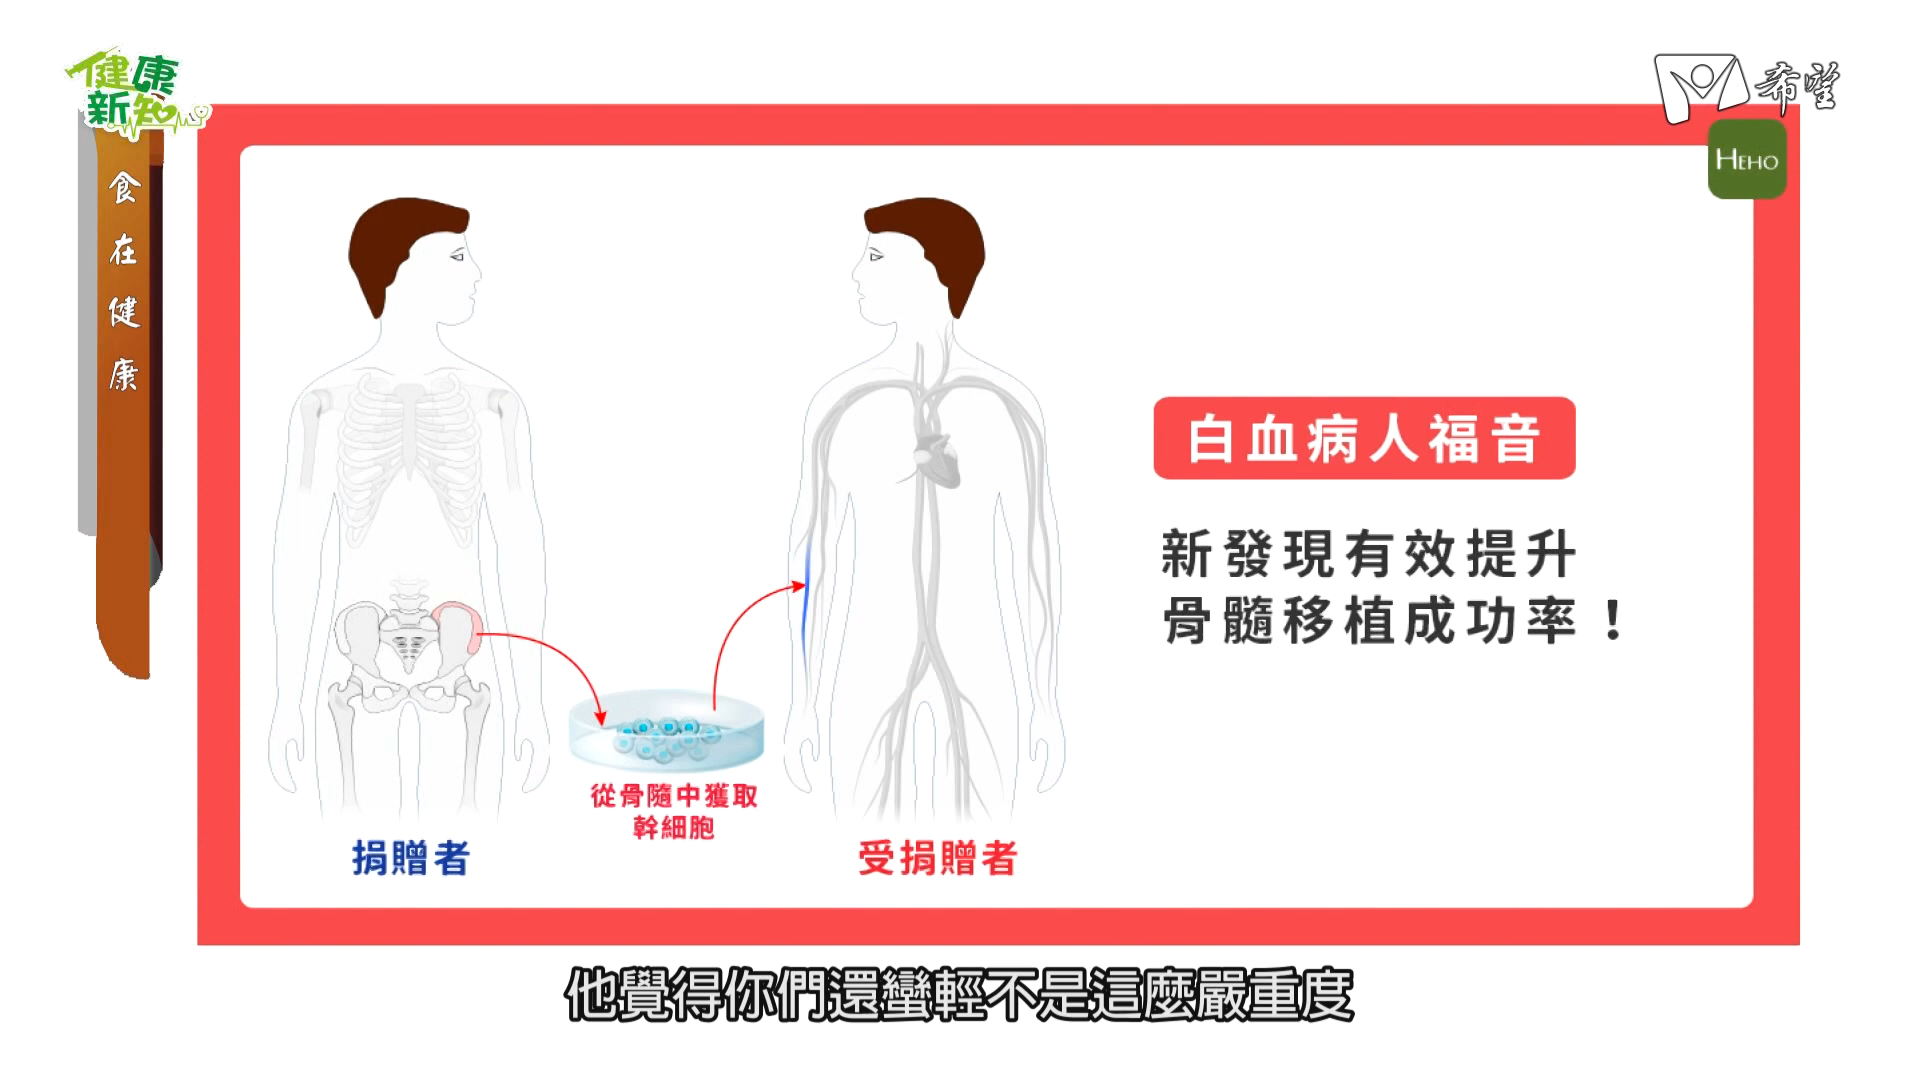 健康
新知
希望
HEHO
食在健康
白血病人福音
新發現有效提升
骨髓移植成功率！
從骨隨中獲取
幹細胞
捐贈者
受捐贈者
他覺得你們還蠻輕不是這麼嚴重度